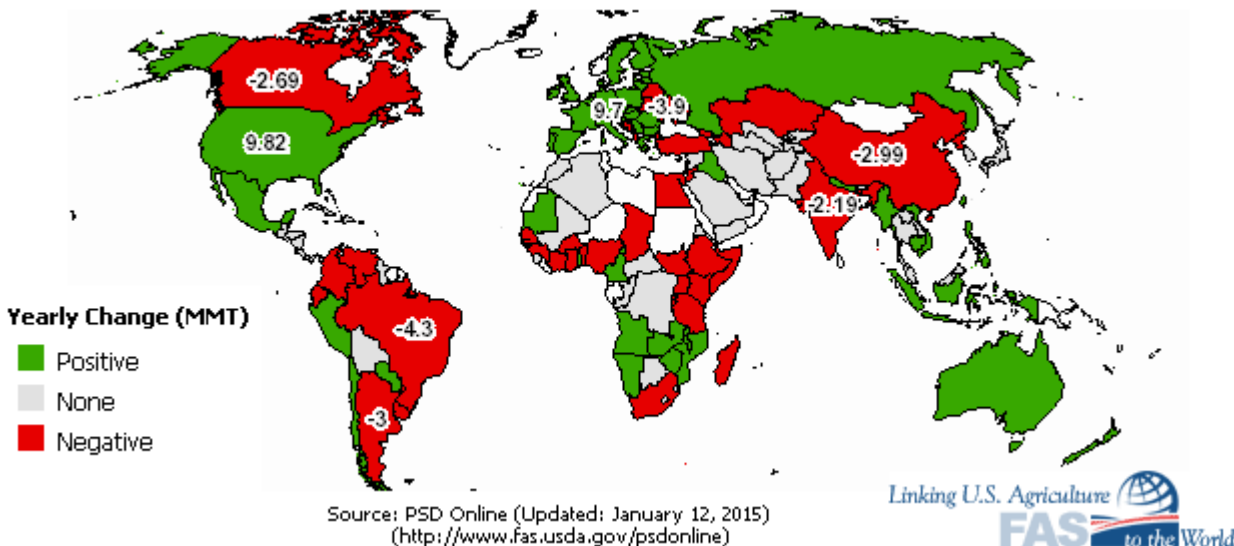 -2.69
9.82
9.7
-3.9
-2.99
-2.19
-4.3
-3
Yearly Change (MMT)
Positive
None
Negative
Source: PSD Online (Updated: January 12, 2015)
(http://www.fas.usda.gov/psdonline)
Linking U.S. Agriculture
FAS to the World